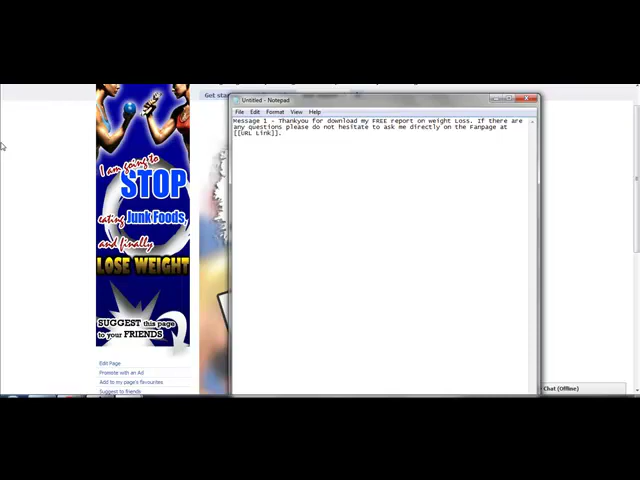 Get star
Untitled - Notepad
File Edit Format View Help
Message 1 - Thankyou for download my FREE report on weight Loss. If there are
any questions please do not hesitate to ask me directly on the Fanpage at
[[URL Link]].
I am going to
STOP
eating Junk Foods,
and finally
LOSE WEIGHT
SUGGEST this page
to your FRIENDS
Edit Page
Promote with an Ad
Add to my page's favourites
Suggest to friends
Chat (Offline)